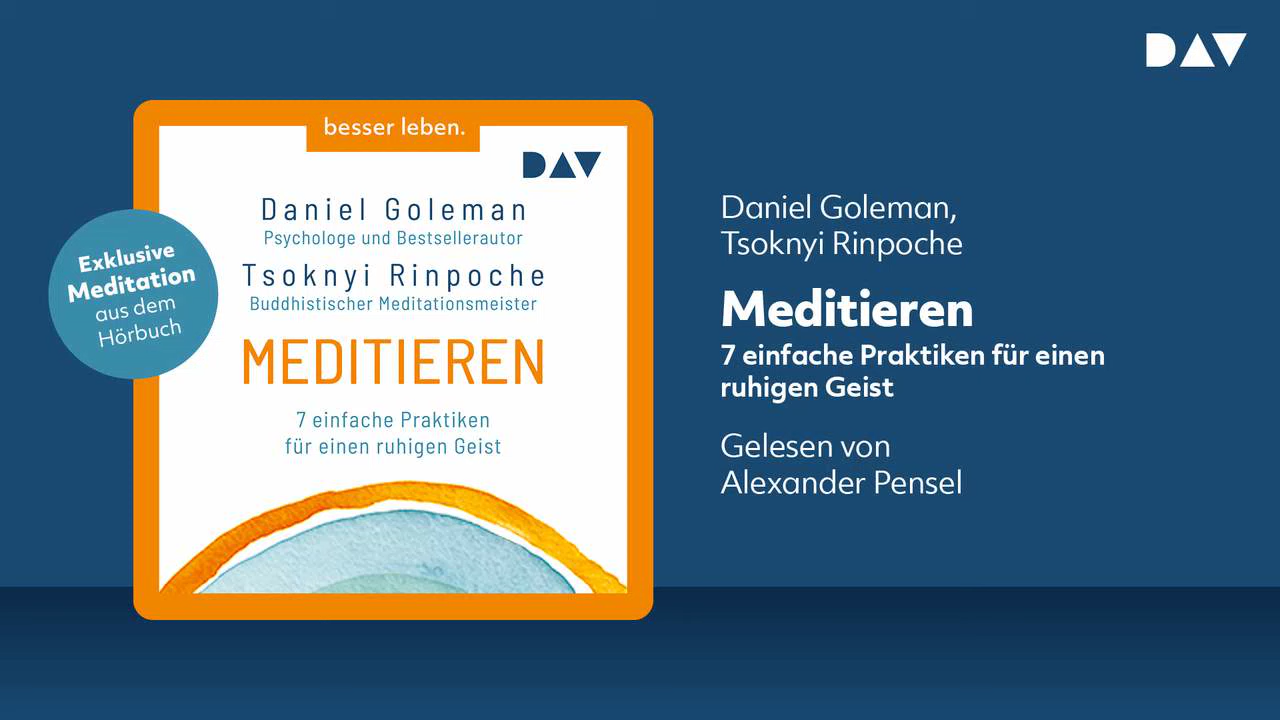 DAV
besser leben.
DAV
Daniel Goleman
Psychologe und Bestsellerautor
Tsoknyi Rinpoche
Buddhistischer Meditationsmeister
MEDITIEREN
7 einfache Praktiken
für einen ruhigen Geist
Exklusive
Meditation
aus dem
Hörbuch
Daniel Goleman,
Tsoknyi Rinpoche
Meditieren
7 einfache Praktiken für einen
ruhigen Geist
Gelesen von
Alexander Pensel